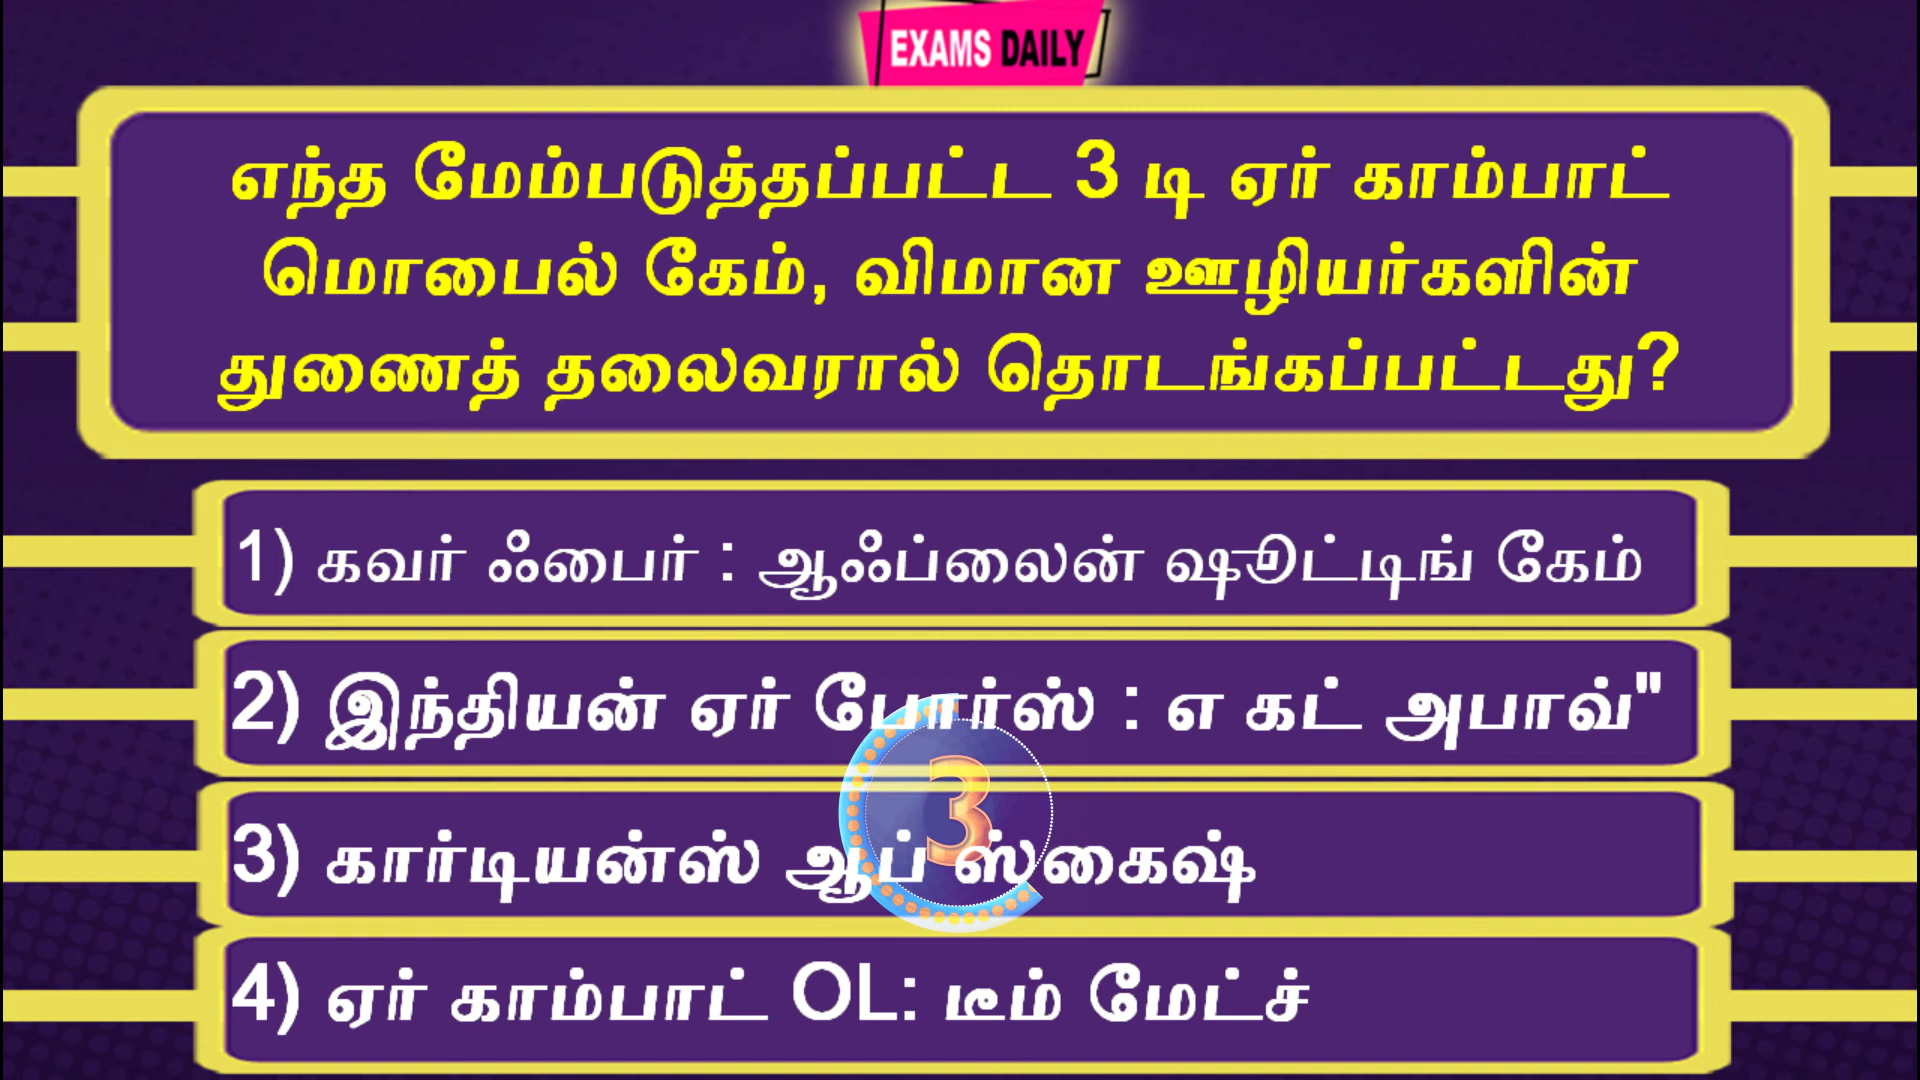 EXAMS DAILY
எந்த மேம்படுத்தப்பட்ட 3 டி ஏர் காம்பாட்
மொபைல் கேம், விமான ஊழியர்களின்
துணைத் தலைவரால் தொடங்கப்பட்டது?
1) கவர் ஃபைர் : ஆஃப்லைன் ஷூட்டிங் கேம்
2) இந்தியன் ஏர் போர்ஸ் : எ கட் அபாவ்"
3
3) கார்டியன்ஸ் ஆப் ஸ்கைஷ்
4) ஏர் காம்பாட் OL: டீம் மேட்ச்